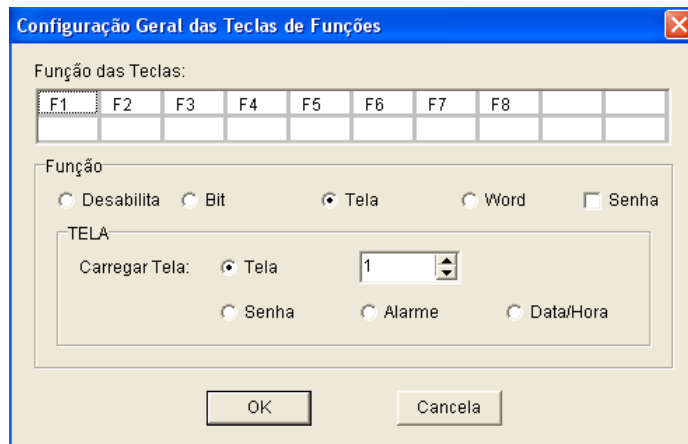 Configuração Geral das Teclas de Funções
Função das Teclas:
F1 F2 F3 F4 F5 F6 F7 F8
Função
Desabilita Bit Tela Word Senha
TELA
Carregar Tela: Tela 1
Senha Alarme Data/Hora
OK Cancela